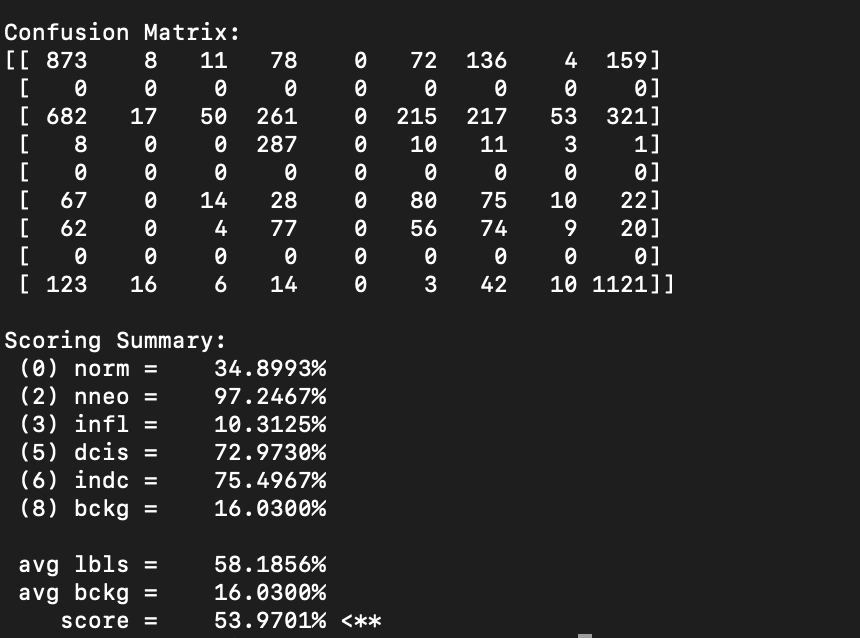 Confusion Matrix:
[[ 873    8   11   78    0   72  136    4  159]
 [   0    0    0    0    0    0    0    0    0]
 [ 682   17   50  261    0  215  217   53  321]
 [   8    0    0  287    0   10   11    3    1]
 [   0    0    0    0    0    0    0    0    0]
 [  67    0   14   28    0   80   75   10   22]
 [  62    0    4   77    0   56   74    9   20]
 [   0    0    0    0    0    0    0    0    0]
 [ 123   16    6   14    0    3   42   10 1121]]
Scoring Summary:
 (0) norm =    34.8993%
 (2) nneo =    97.2467%
 (3) infl =    10.3125%
 (5) dcis =    72.9730%
 (6) indc =    75.4967%
 (8) bckg =    16.0300%
 avg lbls =    58.1856%
 avg bckg =    16.0300%
    score =    53.9701% <**